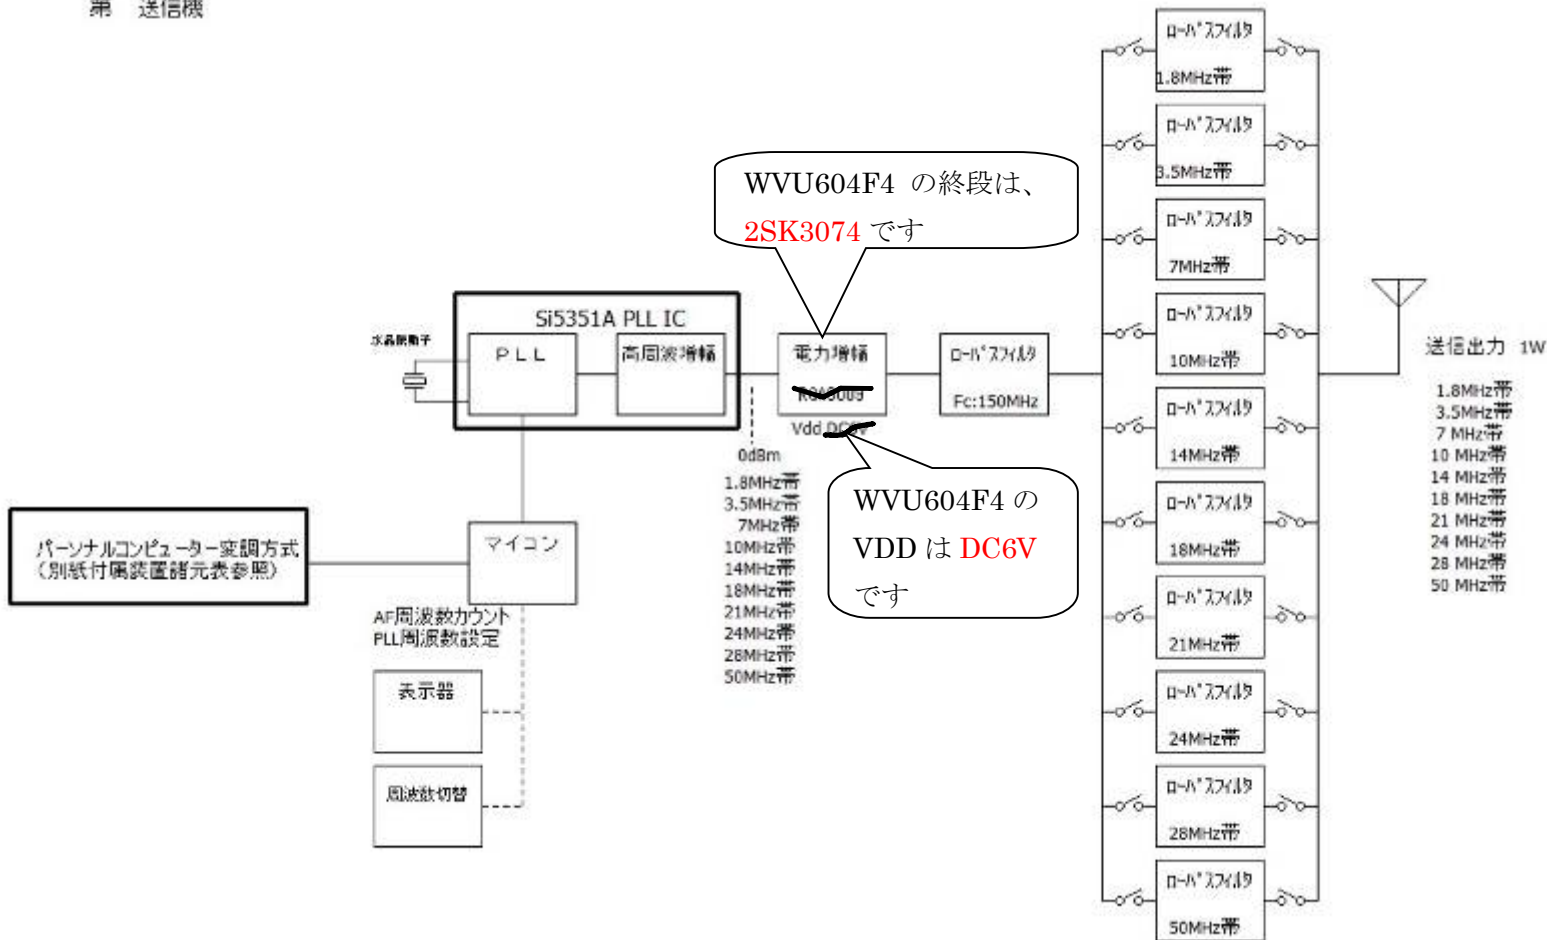 第　送信機
ローパスフィルタ
1.8MHz帯
ローパスフィルタ
3.5MHz帯
WVU604F4 の終段は、
2SK3074 です
ローパスフィルタ
7MHz帯
Si5351A PLL IC
水晶振動子
PLL
高周波増幅
電力増幅
ローパスフィルタ
Fc:150MHz
ローパスフィルタ
10MHz帯
送信出力 1W
1.8MHz帯
3.5MHz帯
7 MHz帯
10 MHz帯
14 MHz帯
18 MHz帯
21 MHz帯
24 MHz帯
28 MHz帯
50 MHz帯
Vdd DC6V
ローパスフィルタ
14MHz帯
0dBm
1.8MHz帯
3.5MHz帯
7MHz帯
10MHz帯
14MHz帯
18MHz帯
21MHz帯
24MHz帯
28MHz帯
50MHz帯
WVU604F4 の
VDD は DC6V
です
ローパスフィルタ
18MHz帯
パーソナルコンピューター変調方式
（別紙付属装置諸元表参照）
マイコン
AF周波数カウント
PLL周波数設定
ローパスフィルタ
21MHz帯
表示器
ローパスフィルタ
24MHz帯
周波数切替
ローパスフィルタ
28MHz帯
ローパスフィルタ
50MHz帯